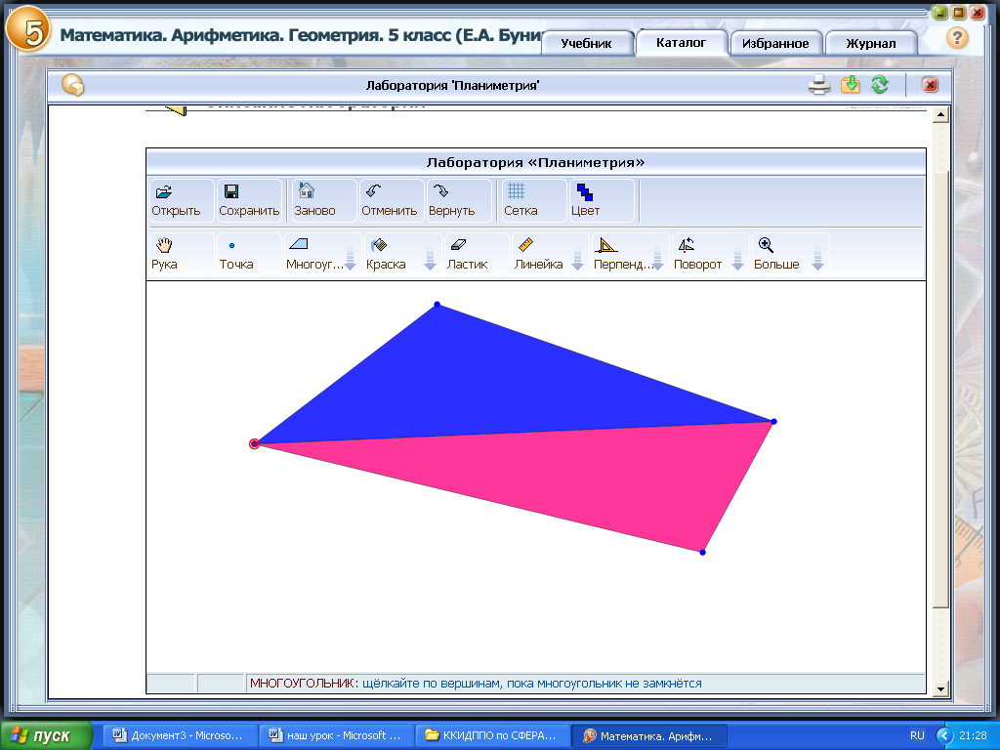 5
Математика. Арифметика. Геометрия. 5 класс (Е.А. Буни
Учебник
Каталог
Избранное
Журнал
?
Лаборатория 'Планиметрия'
Лаборатория «Планиметрия»
Открыть
Сохранить
Заново
Отменить
Вернуть
Сетка
Цвет
Рука
Точка
Многоуг...
Краска
Ластик
Линейка
Перпенд...
Поворот
Больше
МНОГОУГОЛЬНИК: щёлкайте по вершинам, пока многоугольник не замкнётся
пуск
Документ3 - Microso...
наш урок - Microsoft ...
ККИДППО по СФЕРА...
Математика. Арифм...
RU
21:28